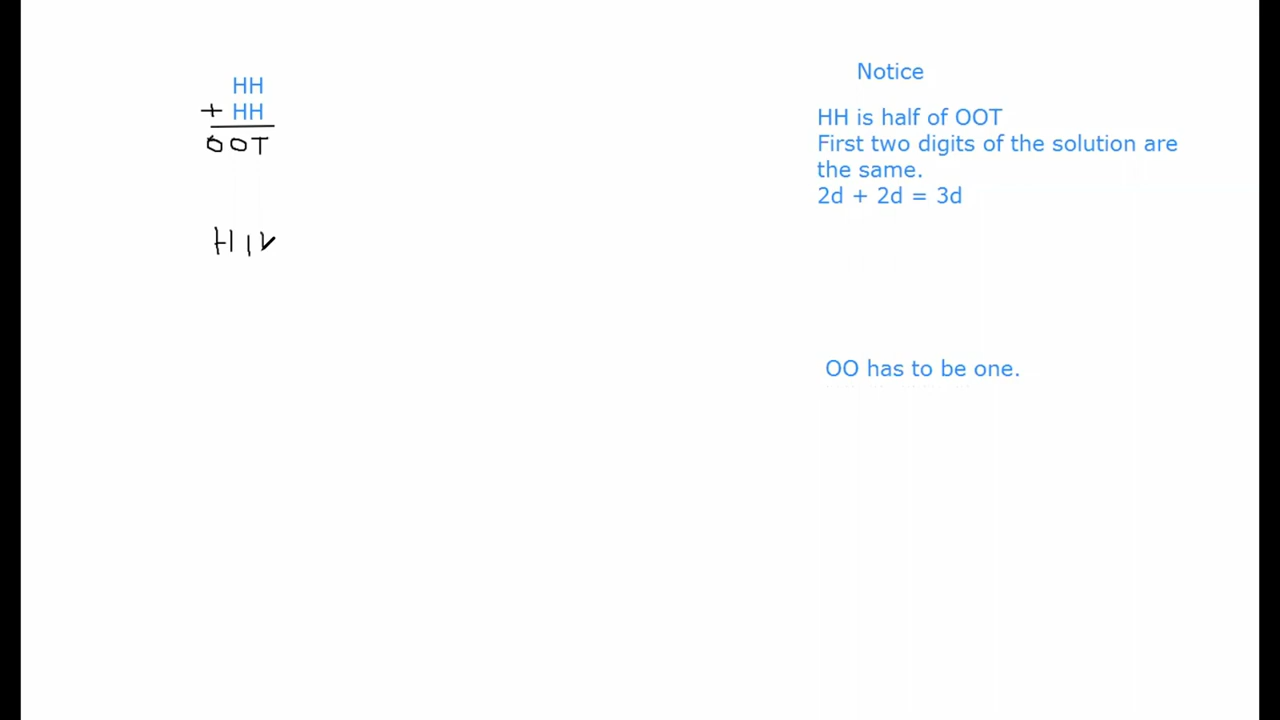 HH
+ HH
OOT
Notice
HH is half of OOT
First two digits of the solution are
the same.
2d + 2d = 3d
OO has to be one.